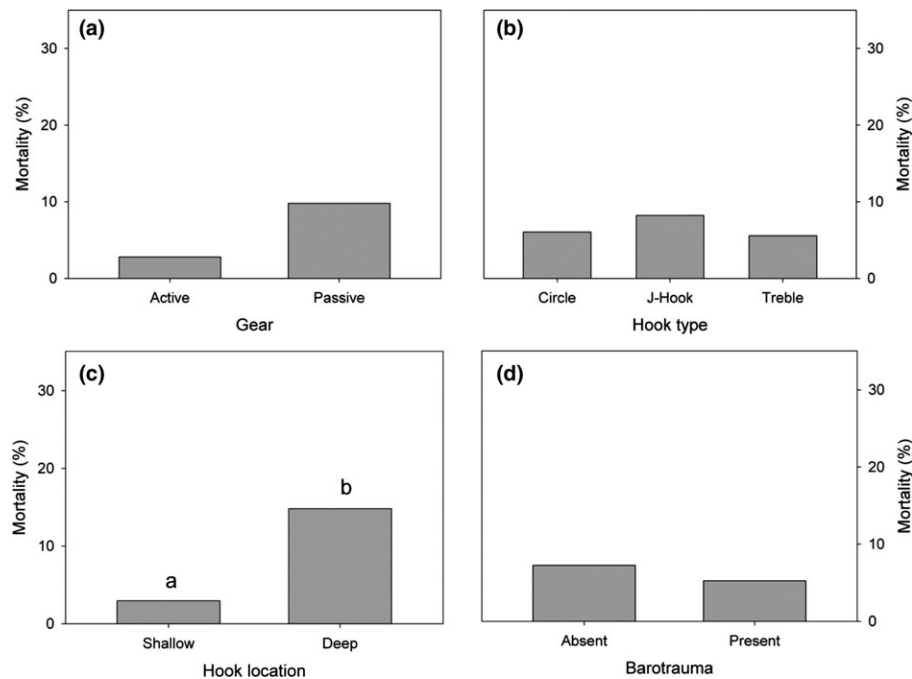 (a)
30
20
10
0
Mortality (%)
Active Passive
Gear
(b)
30
20
10
0
Mortality (%)
Circle J-Hook Treble
Hook type
(c)
30
20
10
0
Mortality (%)
a
b
Shallow Deep
Hook location
(d)
30
20
10
0
Mortality (%)
Absent Present
Barotrauma